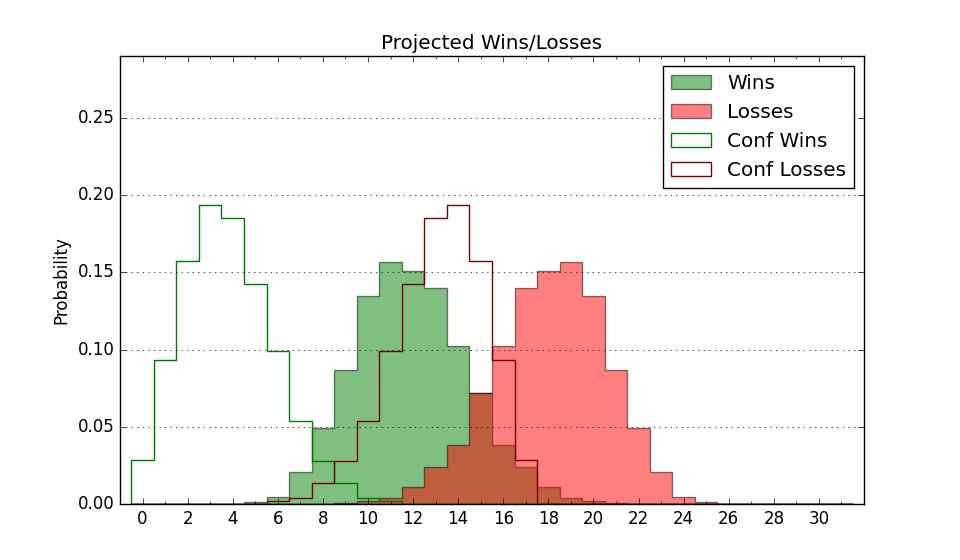 Projected Wins/Losses
Wins
Losses
Conf Wins
Conf Losses
Probability
0.25
0.20
0.15
0.10
0.05
0.00
0 2 4 6 8 10 12 14 16 18 20 22 24 26 28 30